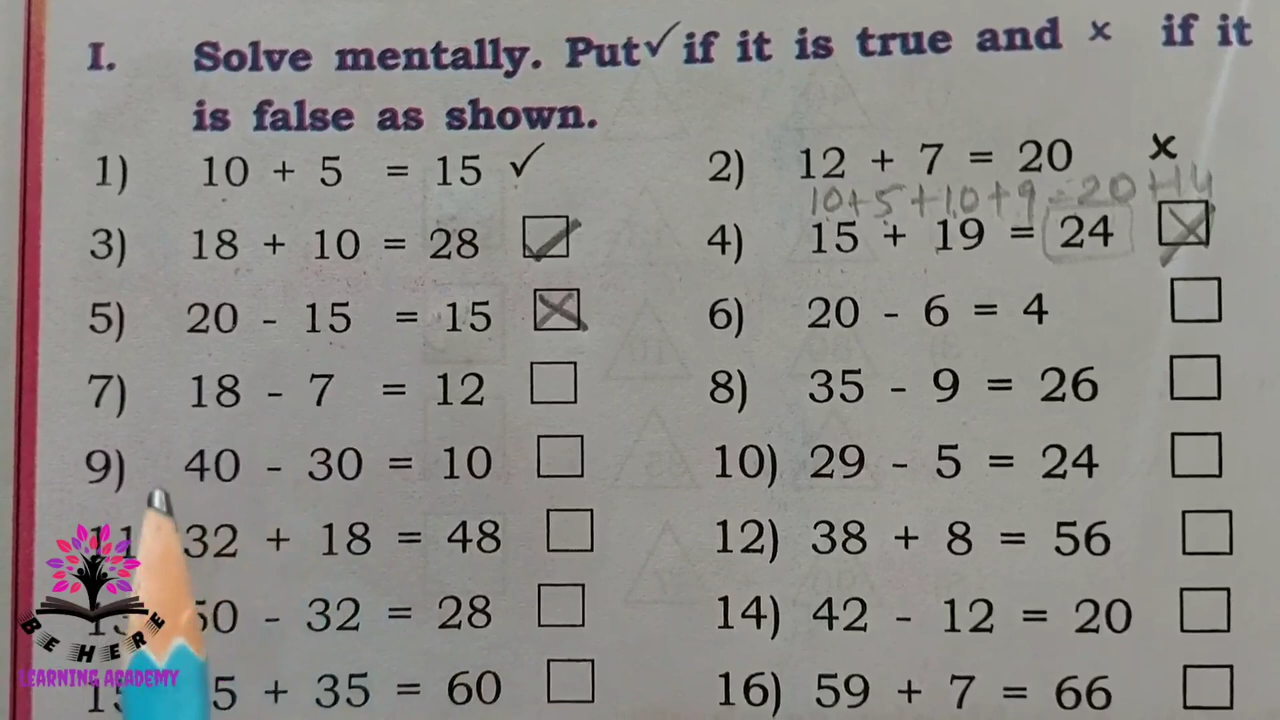 I. Solve mentally. Put ✓ if it is true and × if it
is false as shown.
1) 10 + 5 = 15 ✓ 2) 12 + 7 = 20 ×
10+5+10+9=20+14
3) 18 + 10 = 28 ✓ 4) 15 + 19 = 24 ×
5) 20 - 15 = 15 × 6) 20 - 6 = 4
7) 18 - 7 = 12 8) 35 - 9 = 26
9) 40 - 30 = 10 10) 29 - 5 = 24
11 32 + 18 = 48 12) 38 + 8 = 56
50 - 32 = 28 14) 42 - 12 = 20
5 + 35 = 60 16) 59 + 7 = 66
BE HERE
LEARNING ACADEMY